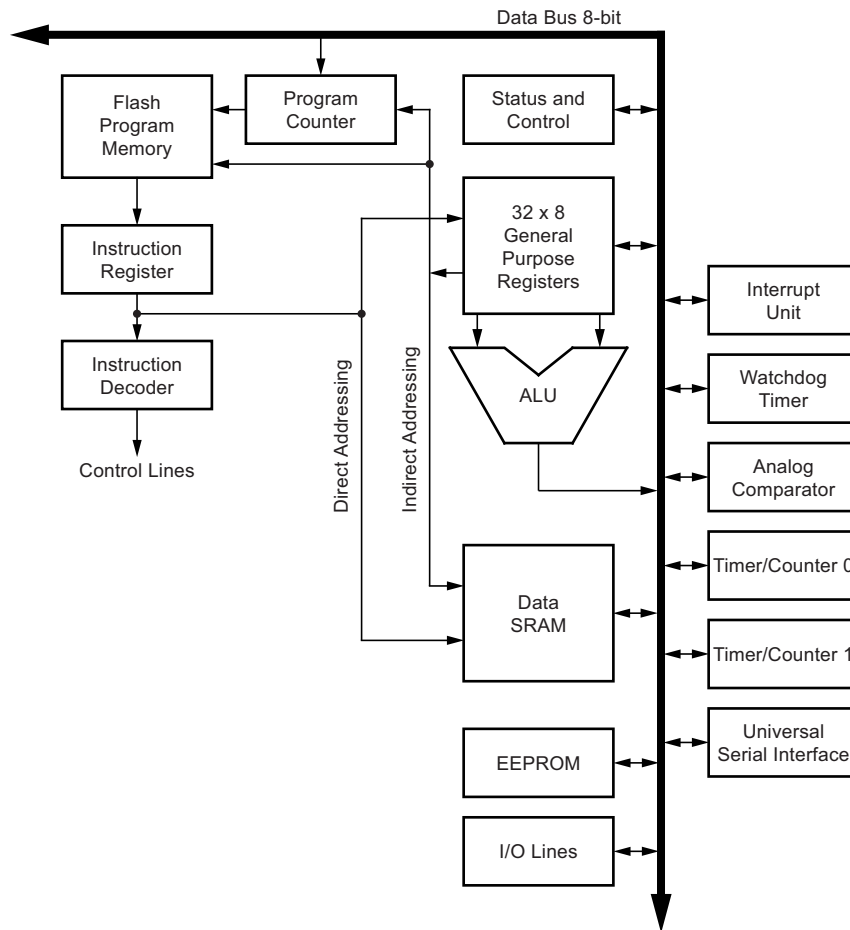 Data Bus 8-bit
Flash
Program
Memory
Program
Counter
Status and
Control
32 x 8
General
Purpose
Registers
Instruction
Register
Interrupt
Unit
Instruction
Decoder
ALU
Watchdog
Timer
Direct Addressing
Indirect Addressing
Control Lines
Analog
Comparator
Timer/Counter 0
Data
SRAM
Timer/Counter 1
Universal
Serial Interface
EEPROM
I/O Lines